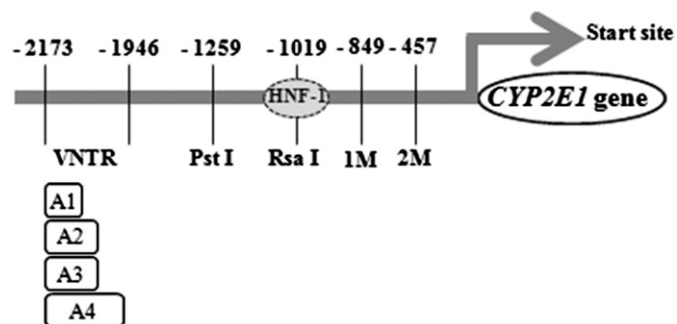 Start site
- 2173 - 1946 - 1259 - 1019 - 849 - 457
HNF-1
CYP2E1 gene
VNTR Pst I Rsa I 1M 2M
A1
A2
A3
A4